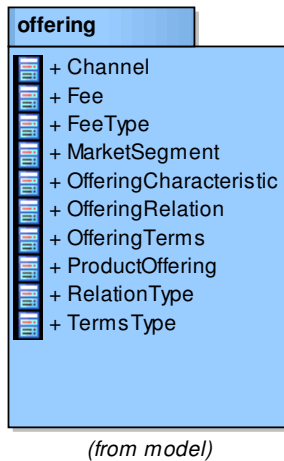 offering
+ Channel
+ Fee
+ FeeType
+ MarketSegment
+ OfferingCharacteristic
+ OfferingRelation
+ OfferingTerms
+ ProductOffering
+ RelationType
+ TermsType
(from model)